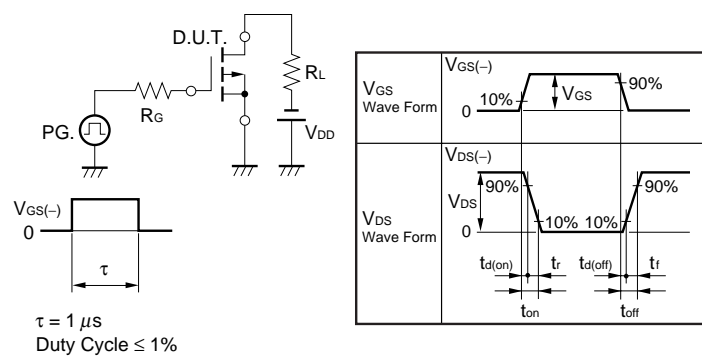 D.U.T.
RL
RG
PG.
VDD
VGS(−)
0
τ
τ = 1 μs
Duty Cycle ≤ 1%
VGS
Wave Form
VGS(−)
10%
VGS
90%
0
VDS
Wave Form
VDS(−)
90%
VDS
90%
10% 10%
0
td(on) tr td(off) tf
ton toff